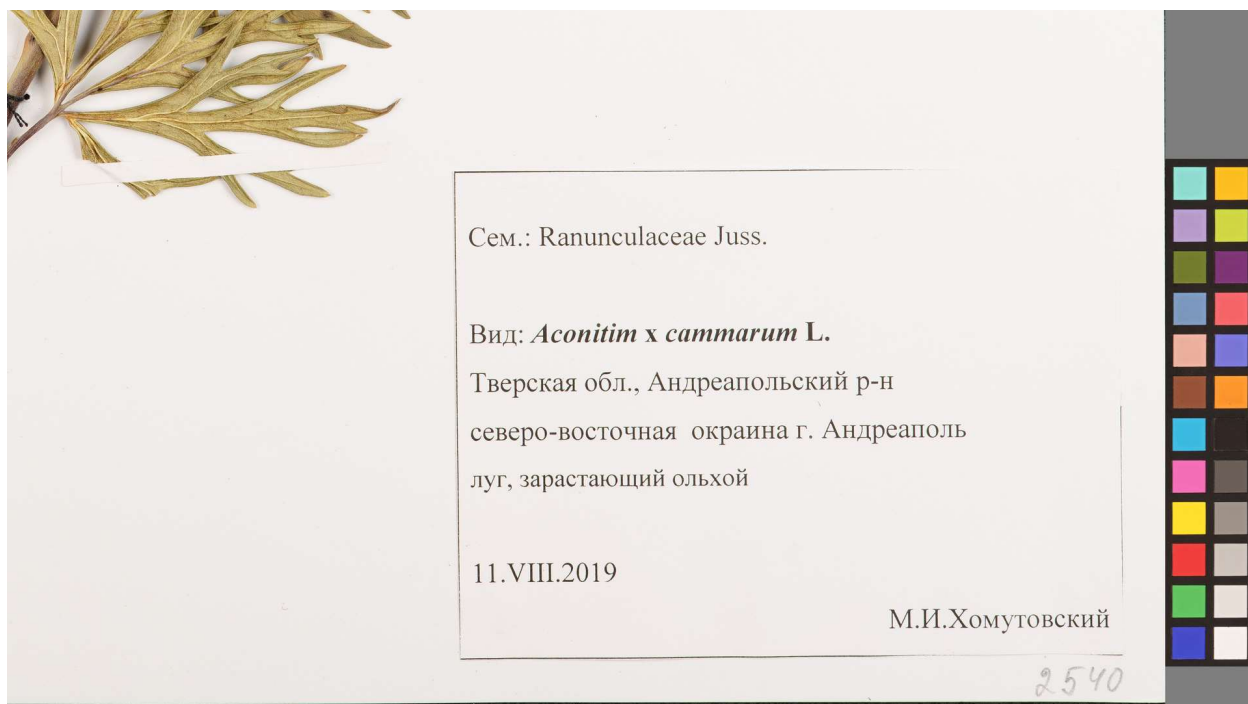 Сем.: Ranunculaceae Juss.
Вид: Aconitim x cammarum L.
Тверская обл., Андреапольский р-н
северо-восточная окраина г. Андреаполь
луг, зарастающий ольхой
11.VIII.2019
М.И.Хомутовский
2540